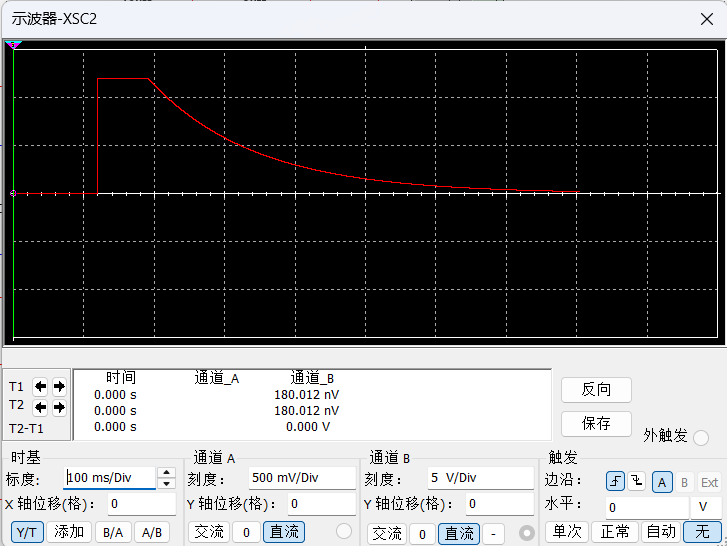 示波器-XSC2
时间 通道_A 通道_B
T1 0.000 s 180.012 nV
T2 0.000 s 180.012 nV
T2-T1 0.000 s 0.000 V
反向
保存
外触发
时基 通道 A 通道 B 触发
标度: 100 ms/Div 刻度: 500 mV/Div 刻度: 5 V/Div 边沿: A B Ext
X 轴位移(格): 0 Y 轴位移(格): 0 Y 轴位移(格): 0 水平: 0 V
Y/T 添加 B/A A/B 交流 0 直流 交流 0 直流 - 单次 正常 自动 无